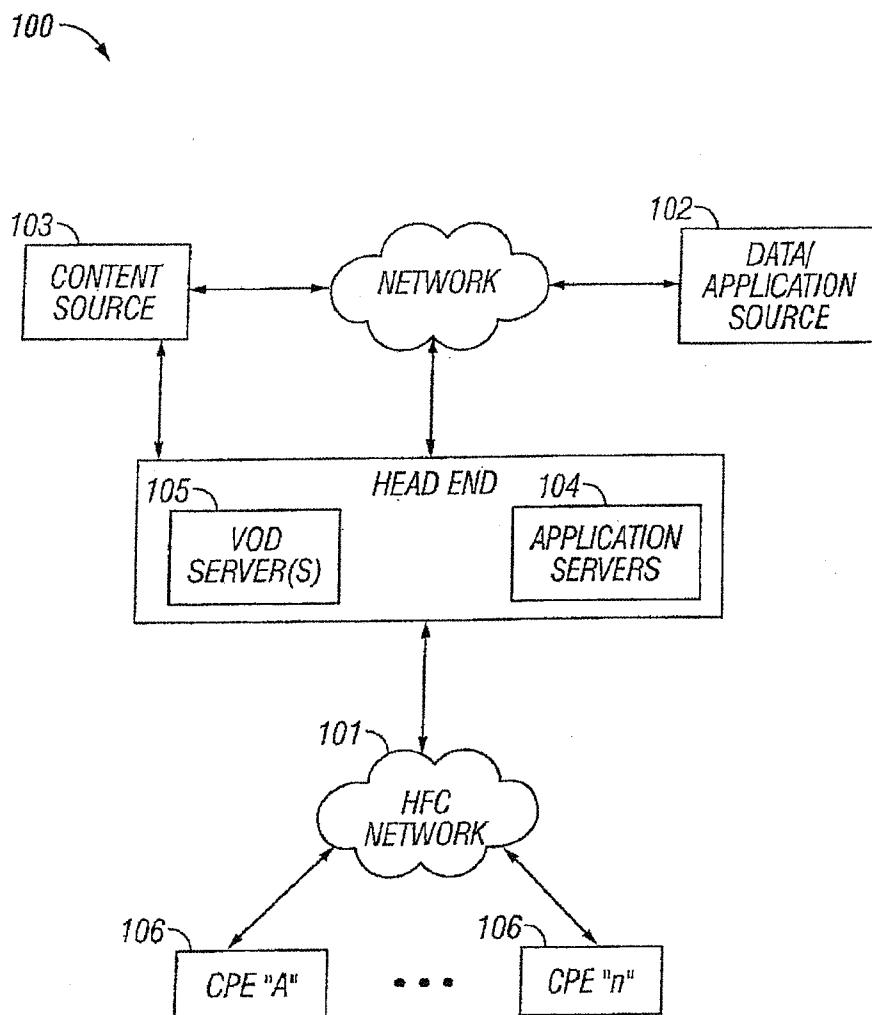 100
103
102
CONTENT
SOURCE
NETWORK
DATA/
APPLICATION
SOURCE
HEAD END
105
104
VOD
SERVER(S)
APPLICATION
SERVERS
101
HFC
NETWORK
106
106
CPE "A"
CPE "n"